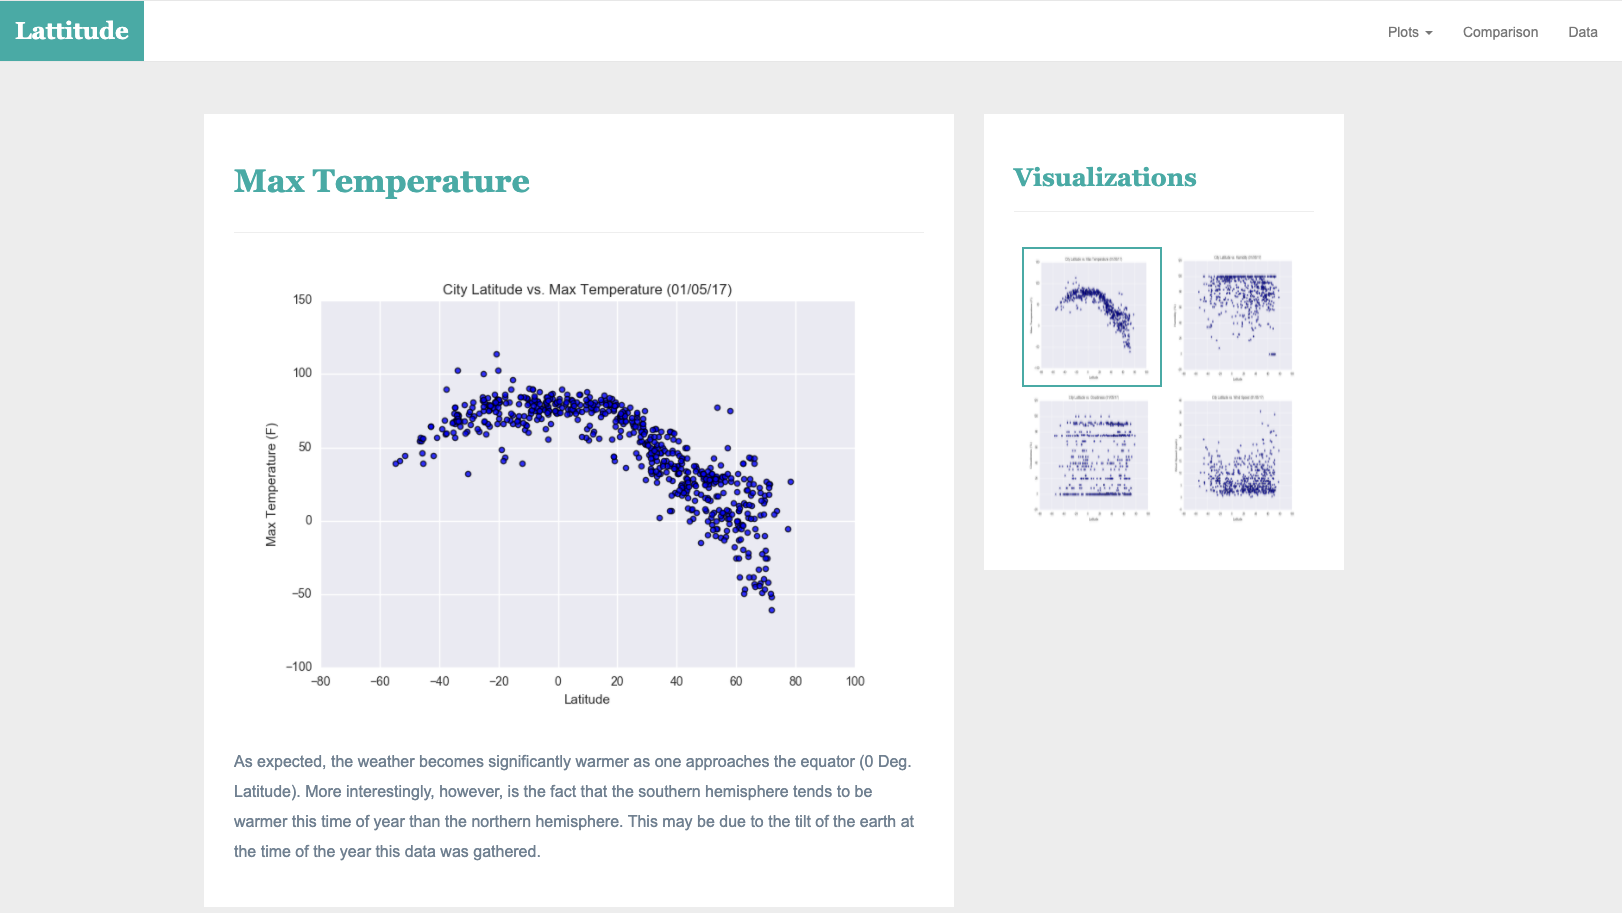 Lattitude
Plots
Comparison
Data
Max Temperature
City Latitude vs. Max Temperature (01/05/17)
150
100
50
0
−50
−100
Max Temperature (F)
−80 −60 −40 −20 0 20 40 60 80 100
Latitude
As expected, the weather becomes significantly warmer as one approaches the equator (0 Deg.
Latitude). More interestingly, however, is the fact that the southern hemisphere tends to be
warmer this time of year than the northern hemisphere. This may be due to the tilt of the earth at
the time of the year this data was gathered.
Visualizations